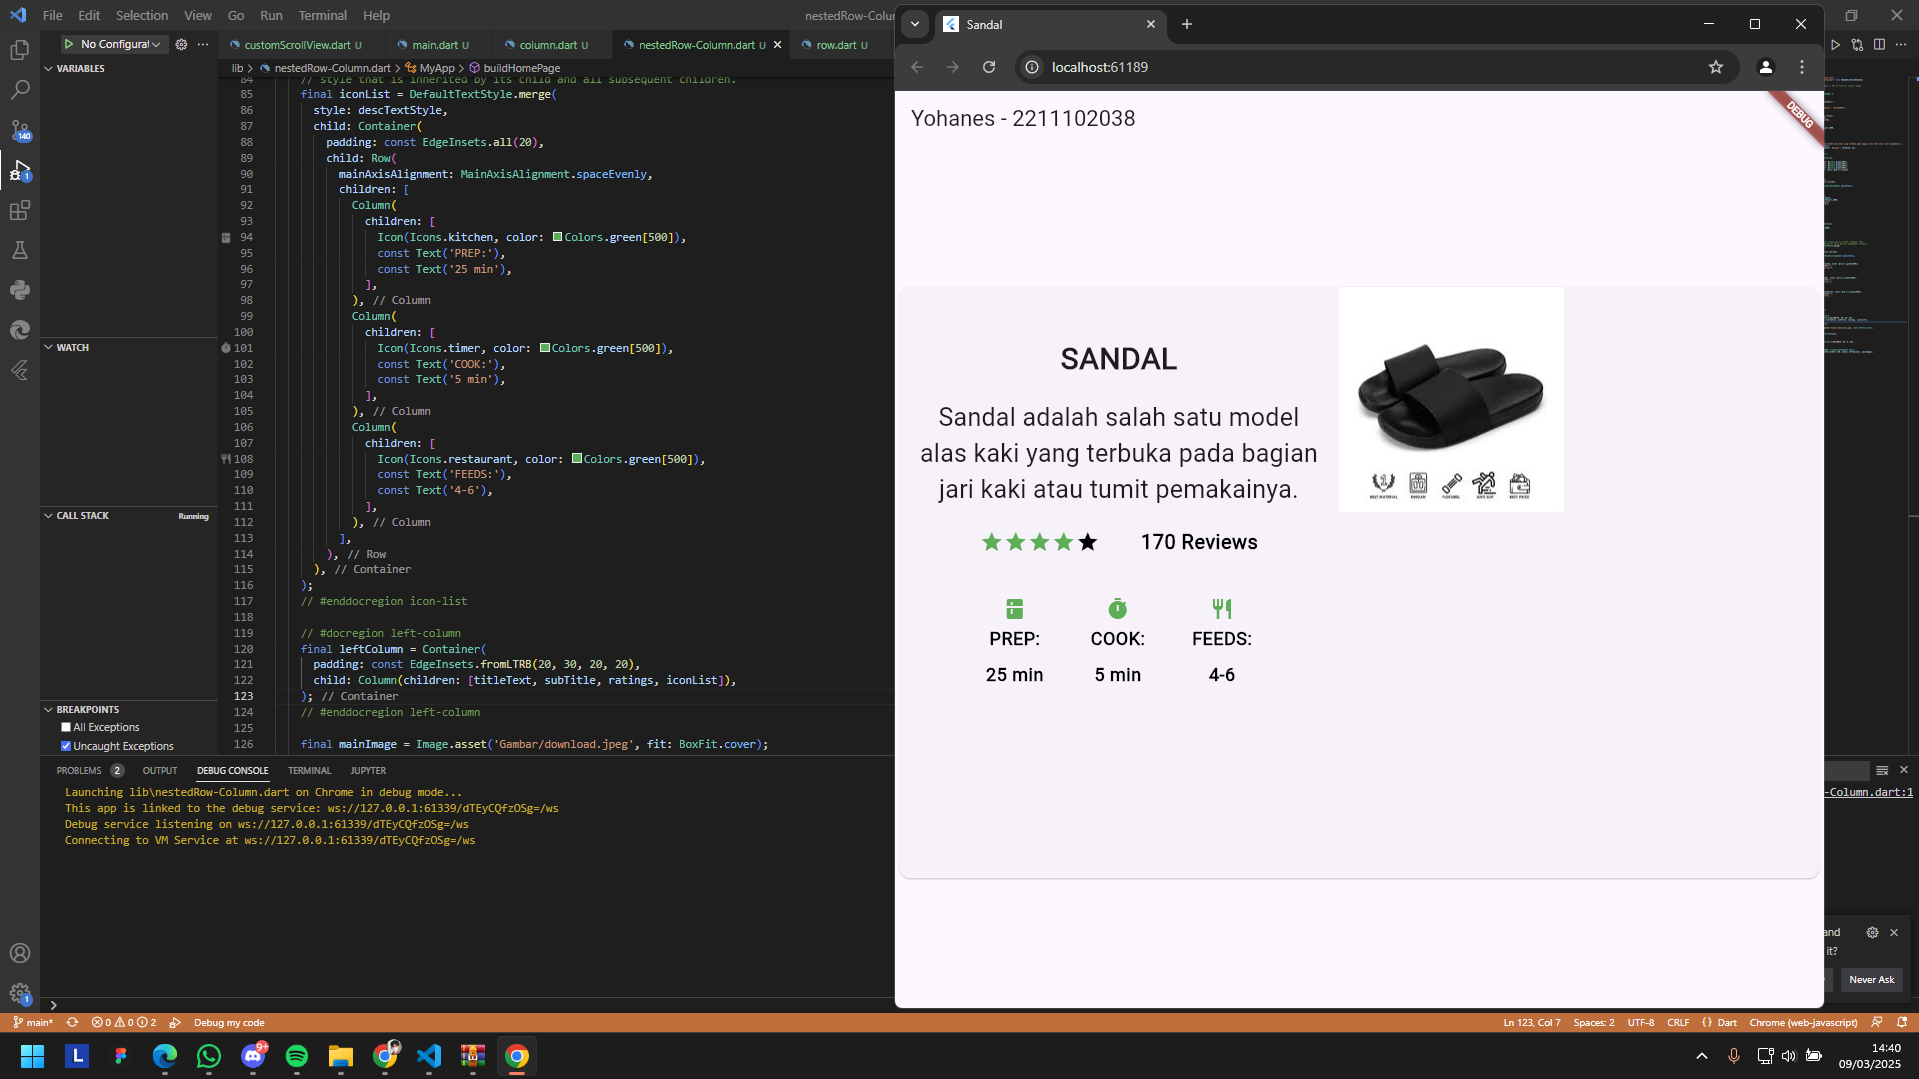 File Edit Selection View Go Run Terminal Help
nestedRow-Colu
No Configurat
customScrollView.dart U
main.dart U
column.dart U
nestedRow-Column.dart U
row.dart U
lib > nestedRow-Column.dart > MyApp > buildHomePage
VARIABLES
WATCH
CALL STACK
Running
BREAKPOINTS
All Exceptions
Uncaught Exceptions
140
1
84 // style that is inherited by its child and all subsequent children.
85 final iconList = DefaultTextStyle.merge(
86 style: descTextStyle,
87 child: Container(
88 padding: const EdgeInsets.all(20),
89 child: Row(
90 mainAxisAlignment: MainAxisAlignment.spaceEvenly,
91 children: [
92 Column(
93 children: [
94 Icon(Icons.kitchen, color: Colors.green[500]),
95 const Text('PREP:'),
96 const Text('25 min'),
97 ],
98 ), // Column
99 Column(
100 children: [
101 Icon(Icons.timer, color: Colors.green[500]),
102 const Text('COOK:'),
103 const Text('5 min'),
104 ],
105 ), // Column
106 Column(
107 children: [
108 Icon(Icons.restaurant, color: Colors.green[500]),
109 const Text('FEEDS:'),
110 const Text('4-6'),
111 ],
112 ), // Column
113 ],
114 ), // Row
115 ), // Container
116 );
117 // #enddocregion icon-list
118
119 // #docregion left-column
120 final leftColumn = Container(
121 padding: const EdgeInsets.fromLTRB(20, 30, 20, 20),
122 child: Column(children: [titleText, subTitle, ratings, iconList]),
123 ); // Container
124 // #enddocregion left-column
125
126 final mainImage = Image.asset('Gambar/download.jpeg', fit: BoxFit.cover);
PROBLEMS 2 OUTPUT DEBUG CONSOLE TERMINAL JUPYTER
Launching lib\nestedRow-Column.dart on Chrome in debug mode...
This app is linked to the debug service: ws://127.0.0.1:61339/dTEyCQfzOSg=/ws
Debug service listening on ws://127.0.0.1:61339/dTEyCQfzOSg=/ws
Connecting to VM Service at ws://127.0.0.1:61339/dTEyCQfzOSg=/ws
-Column.dart:1
Sandal
localhost:61189
Yohanes - 2211102038
DEBUG
SANDAL
Sandal adalah salah satu model
alas kaki yang terbuka pada bagian
jari kaki atau tumit pemakainya.
BEST MATERIAL
ANTI SLIP
BEST PRICE
170 Reviews
PREP: COOK: FEEDS:
25 min 5 min 4-6
and
it?
Never Ask
1
main* 0 0 2 Debug my code
Ln 123, Col 7 Spaces: 2 UTF-8 CRLF {} Dart Chrome (web-javascript)
L
9+
14:40
09/03/2025